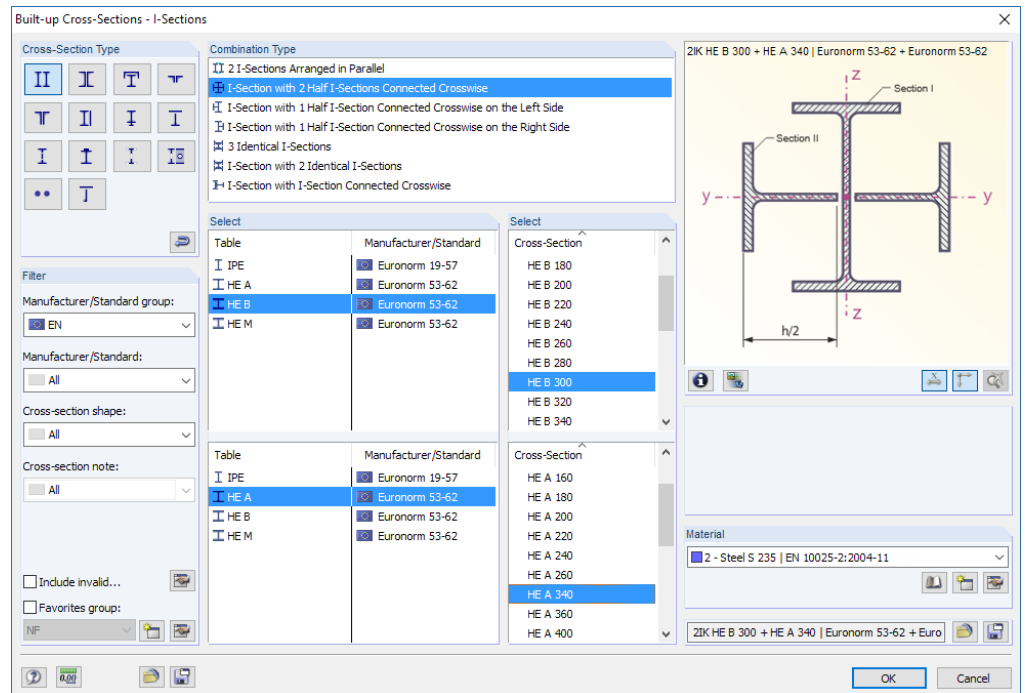 Built-up Cross-Sections - I-Sections
Cross-Section Type
Combination Type
2 I-Sections Arranged in Parallel
I-Section with 2 Half I-Sections Connected Crosswise
I-Section with 1 Half I-Section Connected Crosswise on the Left Side
I-Section with 1 Half I-Section Connected Crosswise on the Right Side
3 Identical I-Sections
I-Section with 2 Identical I-Sections
I-Section with I-Section Connected Crosswise
2IK HE B 300 + HE A 340 | Euronorm 53-62 + Euronorm 53-62
z
Section I
Section II
y
y
z
h/2
Select
Select
Table Manufacturer/Standard Cross-Section
IPE Euronorm 19-57
HE A Euronorm 53-62
HE B Euronorm 53-62
HE M Euronorm 53-62
HE B 180
HE B 200
HE B 220
HE B 240
HE B 260
HE B 280
HE B 300
HE B 320
HE B 340
Filter
Manufacturer/Standard group:
EN
Manufacturer/Standard:
All
Cross-section shape:
All
Cross-section note:
All
Include invalid...
Favorites group:
NF
Table Manufacturer/Standard Cross-Section
IPE Euronorm 19-57
HE A Euronorm 53-62
HE B Euronorm 53-62
HE M Euronorm 53-62
HE A 160
HE A 180
HE A 200
HE A 220
HE A 240
HE A 260
HE A 340
HE A 360
HE A 400
Material
2 - Steel S 235 | EN 10025-2:2004-11
2IK HE B 300 + HE A 340 | Euronorm 53-62 + Euro
0,00
OK
Cancel